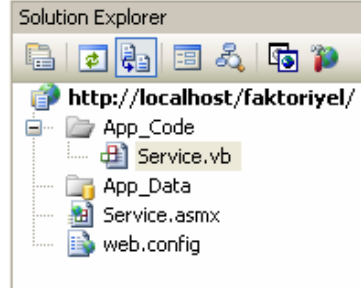 Solution Explorer
http://localhost/faktoriyel/
App_Code
Service.vb
App_Data
Service.asmx
web.config